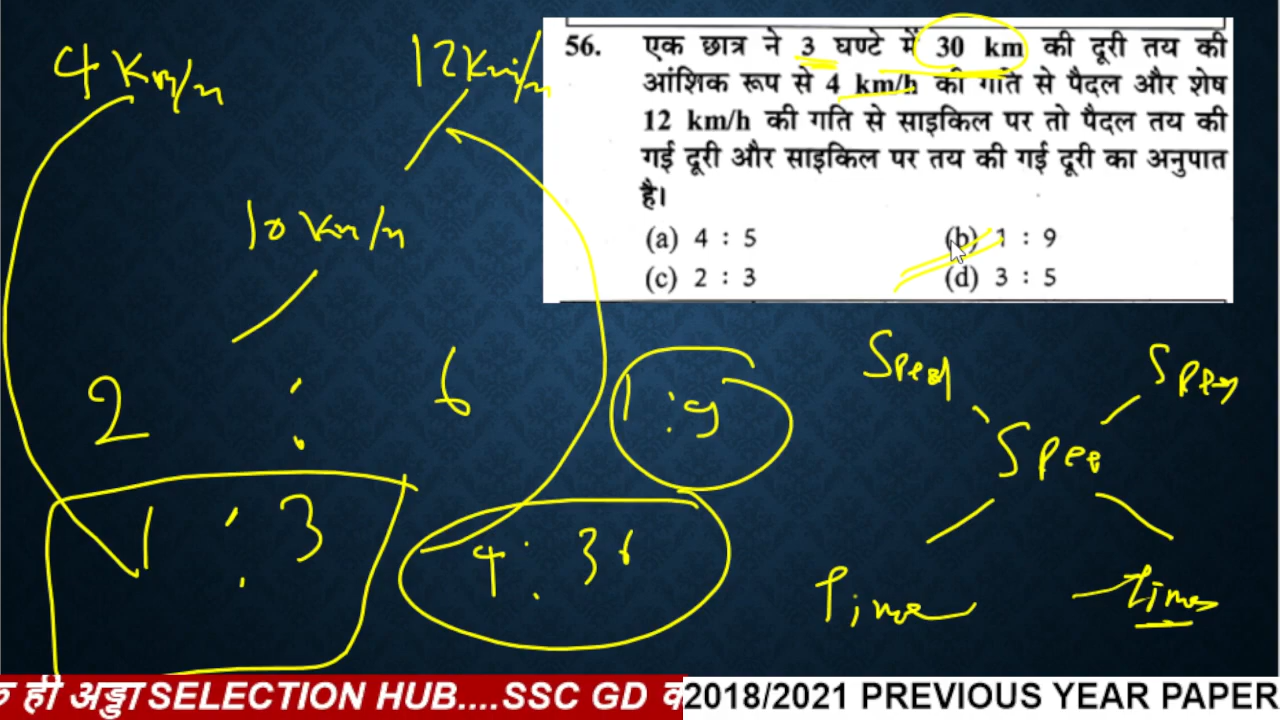 4 Km/h
12 Km/h
10 Km/h
2 : 6
1 : 3
4 : 36
1 : 9
56. एक छात्र ने 3 घण्टे में 30 km की दूरी तय की
आंशिक रूप से 4 km/h की गति से पैदल और शेष
12 km/h की गति से साइकिल पर तो पैदल तय की
गई दूरी और साइकिल पर तय की गई दूरी का अनुपात
है।
(a) 4 : 5 (b) 1 : 9
(c) 2 : 3 (d) 3 : 5
Speed
Time Time
ही अड्डा SELECTION HUB....SSC GD 2018/2021 PREVIOUS YEAR PAPER